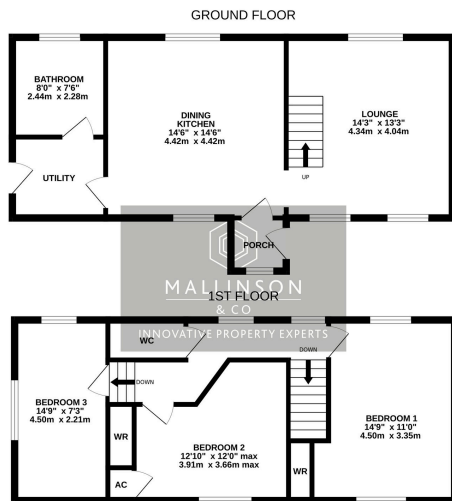 GROUND FLOOR
BATHROOM
8'0" x 7'6"
2.44m x 2.28m
DINING
KITCHEN
14'6" x 14'6"
4.42m x 4.42m
LOUNGE
14'3" x 13'3"
4.34m x 4.04m
UTILITY
UP
PORCH
MALLINSON
& CO
INNOVATIVE PROPERTY EXPERTS
1ST FLOOR
WC
DOWN
DOWN
BEDROOM 3
14'9" x 7'3"
4.50m x 2.21m
BEDROOM 1
14'9" x 11'0"
4.50m x 3.35m
WR
BEDROOM 2
12'10" x 12'0" max
3.91m x 3.66m max
WR
AC